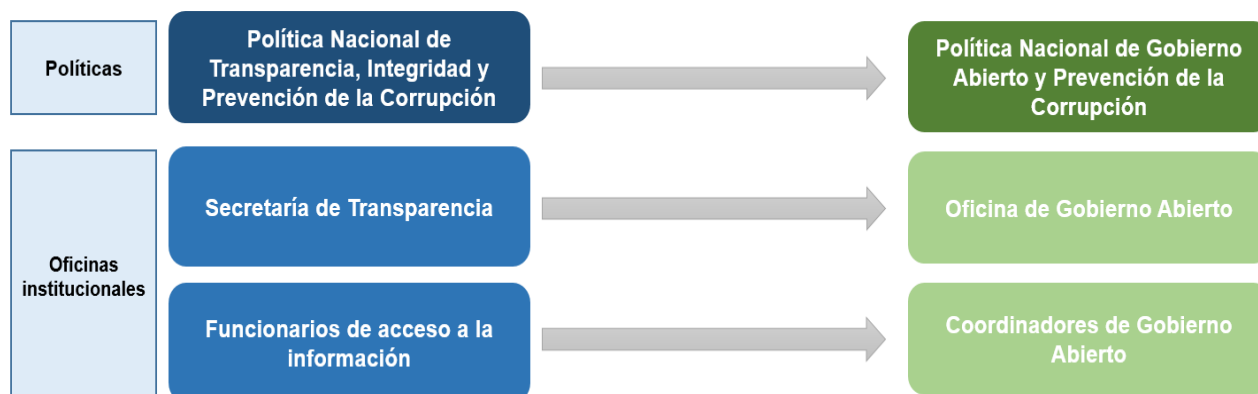 Políticas
Política Nacional de
Transparencia, Integridad y
Prevención de la Corrupción
Política Nacional de Gobierno
Abierto y Prevención de la
Corrupción
Oficinas
institucionales
Secretaría de Transparencia
Oficina de Gobierno Abierto
Funcionarios de acceso a la
información
Coordinadores de Gobierno
Abierto